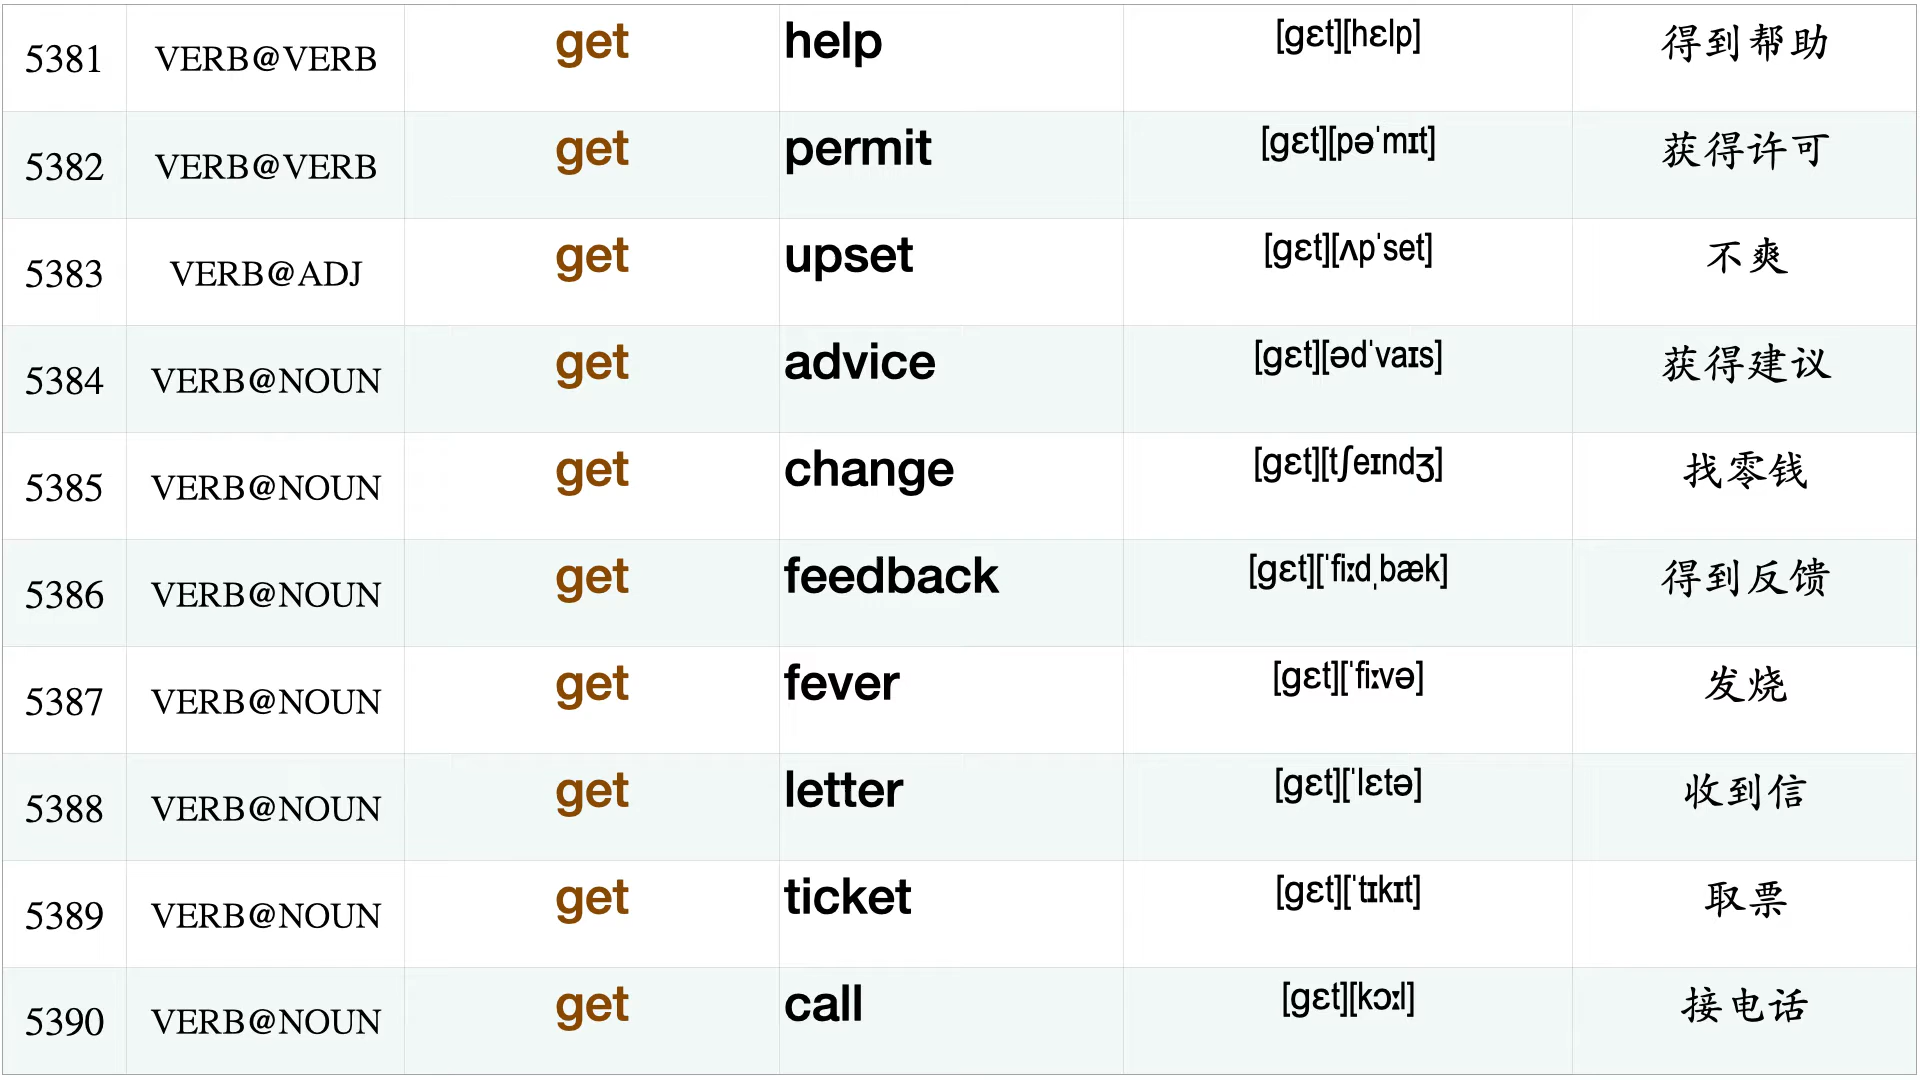 5381 VERB@VERB get help [ɡɛt][hɛlp] 得到帮助
5382 VERB@VERB get permit [ɡɛt][pəˈmɪt] 获得许可
5383 VERB@ADJ get upset [ɡɛt][ʌpˈset] 不爽
5384 VERB@NOUN get advice [ɡɛt][ədˈvaɪs] 获得建议
5385 VERB@NOUN get change [ɡɛt][tʃeɪndʒ] 找零钱
5386 VERB@NOUN get feedback [ɡɛt][ˈfiːdˌbæk] 得到反馈
5387 VERB@NOUN get fever [ɡɛt][ˈfiːvə] 发烧
5388 VERB@NOUN get letter [ɡɛt][ˈlɛtə] 收到信
5389 VERB@NOUN get ticket [ɡɛt][ˈtɪkɪt] 取票
5390 VERB@NOUN get call [ɡɛt][kɔːl] 接电话